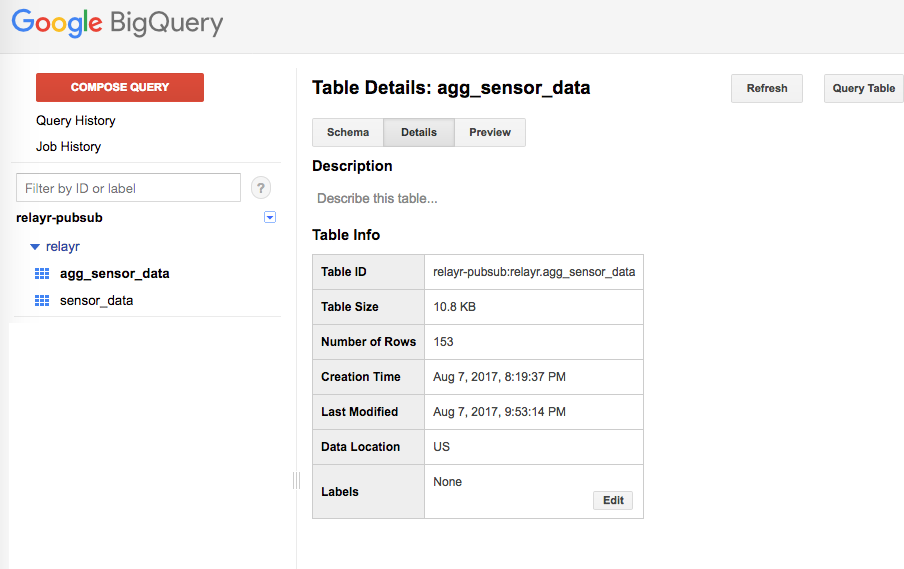 Google BigQuery
COMPOSE QUERY
Query History
Job History
Filter by ID or label
?
relayr-pubsub
relayr
agg_sensor_data
sensor_data
Table Details: agg_sensor_data
Refresh
Query Table
Schema
Details
Preview
Description
Describe this table...
Table Info
Table ID relayr-pubsub:relayr.agg_sensor_data
Table Size 10.8 KB
Number of Rows 153
Creation Time Aug 7, 2017, 8:19:37 PM
Last Modified Aug 7, 2017, 9:53:14 PM
Data Location US
Labels None
Edit